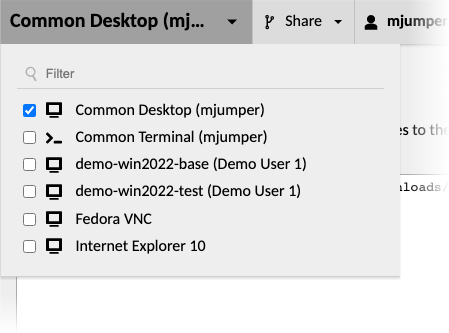 Common Desktop (mj...
Share
mjumper
Filter
Common Desktop (mjumper)
Common Terminal (mjumper)
es to the
demo-win2022-base (Demo User 1)
demo-win2022-test (Demo User 1)
nloads/
Fedora VNC
Internet Explorer 10